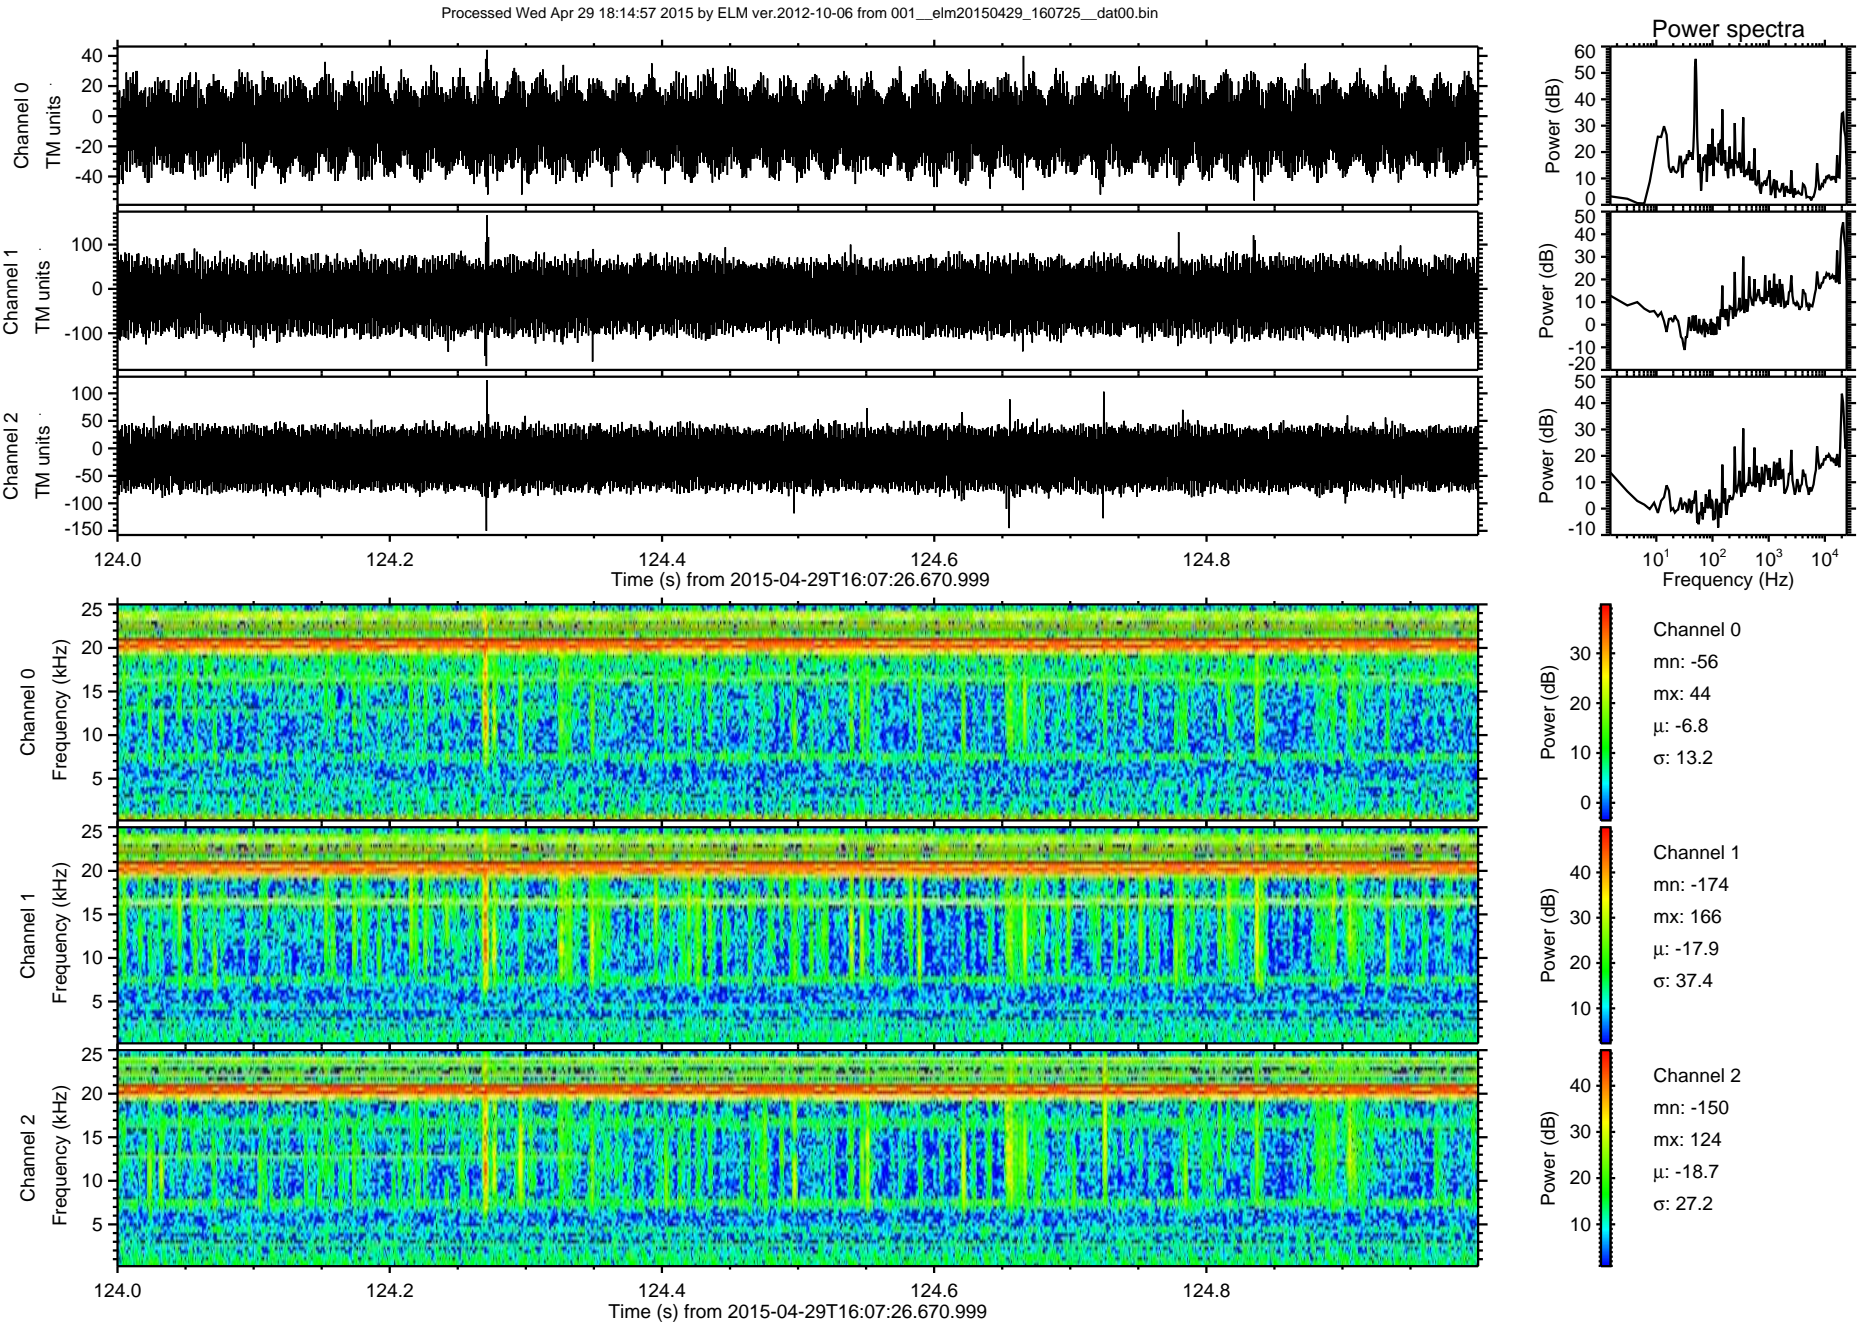 Processed Wed Apr 29 18:14:57 2015 by ELM ver.2012-10-06 from 001__elm20150429_160725__dat00.bin
Power spectra
Channel 0
TM units
40
20
0
-20
-40
Power (dB)
60
50
40
30
20
10
0
Channel 1
TM units
100
0
-100
Power (dB)
50
40
30
20
10
0
-10
-20
Channel 2
TM units
100
50
0
-50
-100
-150
Power (dB)
50
40
30
20
10
0
-10
124.0 124.2 124.4 124.6 124.8
Time (s) from 2015-04-29T16:07:26.670.999
10¹ 10² 10³ 10⁴
Frequency (Hz)
Channel 0
Frequency (kHz)
25
20
15
10
5
Power (dB)
30
20
10
0
Channel 0
mn: -56
mx: 44
μ: -6.8
σ: 13.2
Channel 1
Frequency (kHz)
25
20
15
10
5
Power (dB)
40
30
20
10
Channel 1
mn: -174
mx: 166
μ: -17.9
σ: 37.4
Channel 2
Frequency (kHz)
25
20
15
10
5
Power (dB)
40
30
20
10
Channel 2
mn: -150
mx: 124
μ: -18.7
σ: 27.2
124.0 124.2 124.4 124.6 124.8
Time (s) from 2015-04-29T16:07:26.670.999